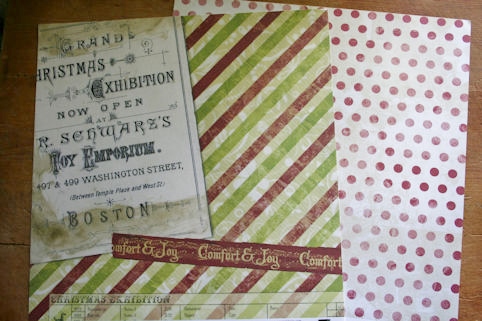 GRAND
CHRISTMAS
EXHIBITION
NOW OPEN
AT
R. SCHWARZ'S
TOY EMPORIUM.
497 & 499 WASHINGTON STREET,
(Between Temple Place and West St.)
BOSTON
Comfort & Joy Comfort & Joy Comfort & Jo
CHRISTMAS EXHIBITION